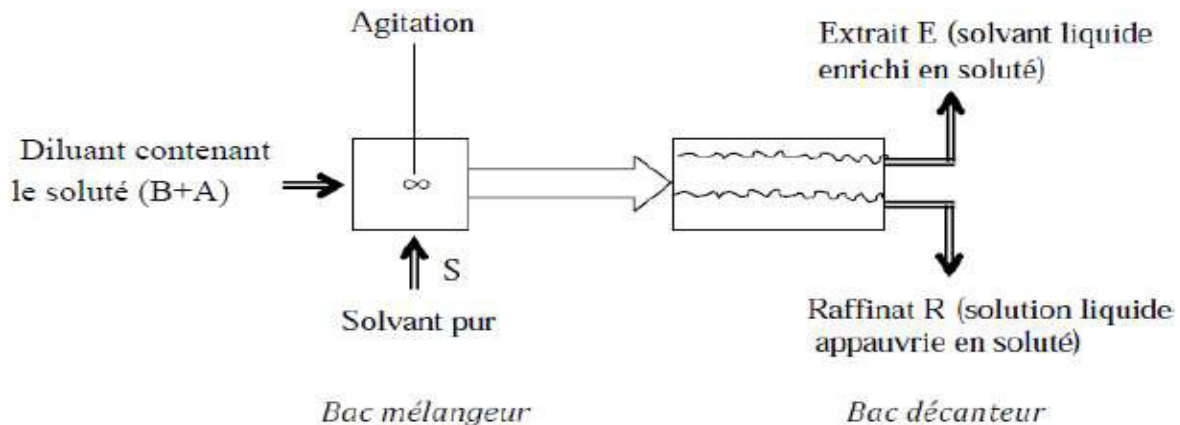 Agitation
Extrait E (solvant liquide
enrichi en soluté)
Diluant contenant
le soluté (B+A)
∞
S
Solvant pur
Raffinat R (solution liquide
appauvrie en soluté)
Bac mélangeur
Bac décanteur